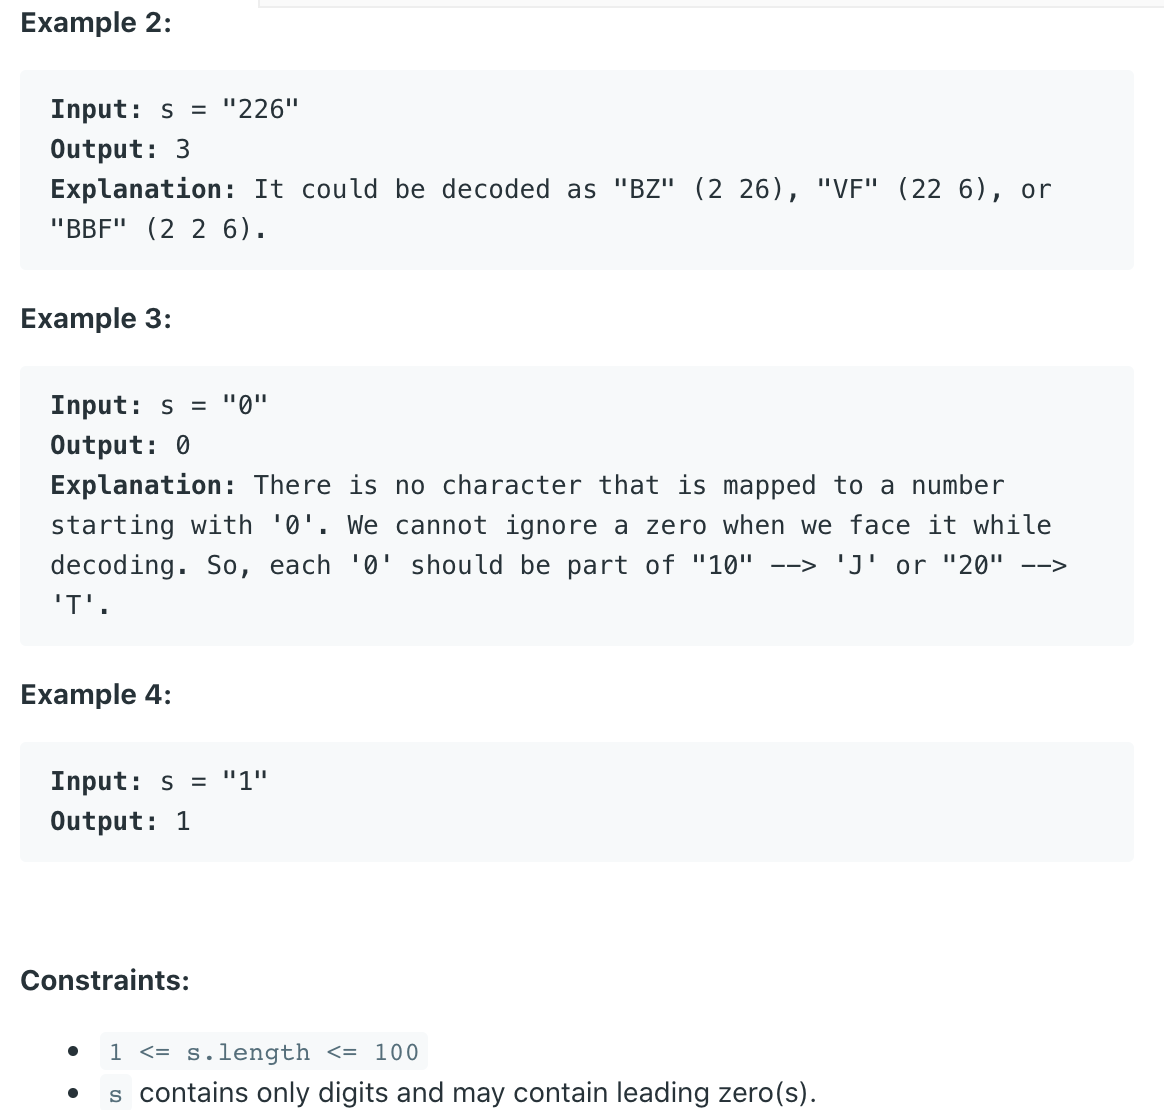 Example 2:
Input: s = "226"
Output: 3
Explanation: It could be decoded as "BZ" (2 26), "VF" (22 6), or
"BBF" (2 2 6).
Example 3:
Input: s = "0"
Output: 0
Explanation: There is no character that is mapped to a number
starting with '0'. We cannot ignore a zero when we face it while
decoding. So, each '0' should be part of "10" --> 'J' or "20" -->
'T'.
Example 4:
Input: s = "1"
Output: 1
Constraints:
• 1 <= s.length <= 100
• s contains only digits and may contain leading zero(s).